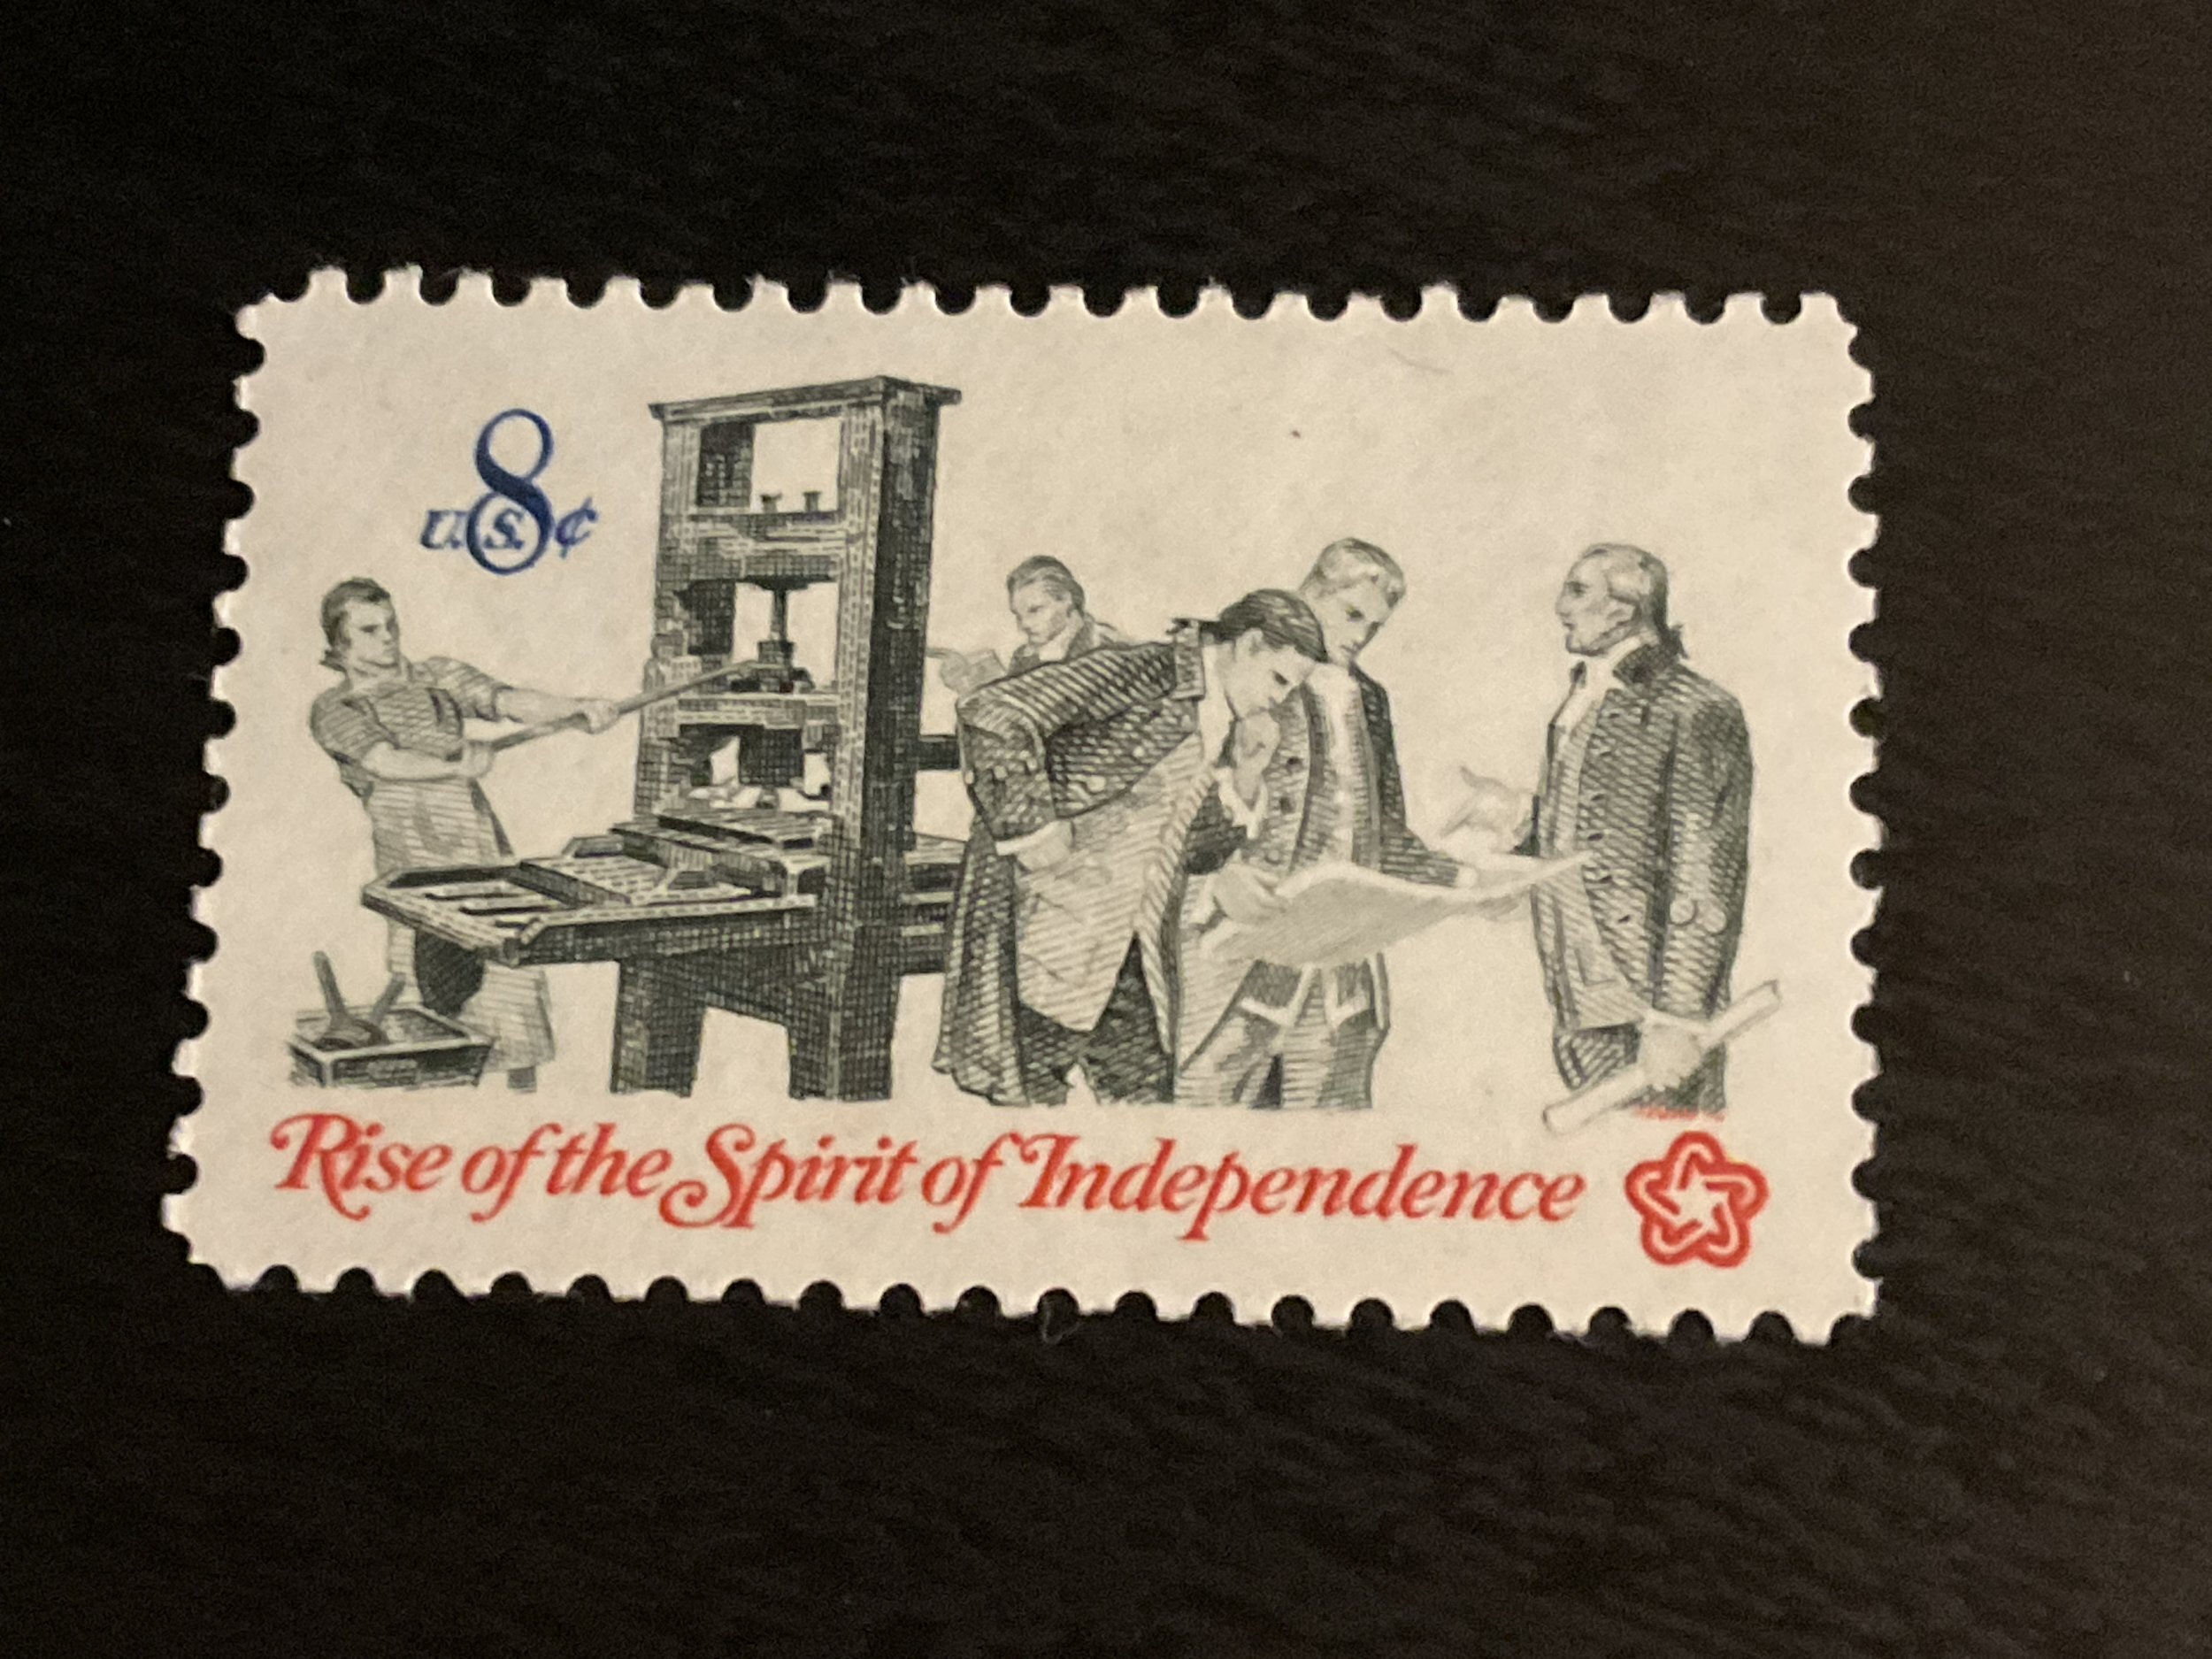 8
U.S.¢
Rise of the Spirit of Independence